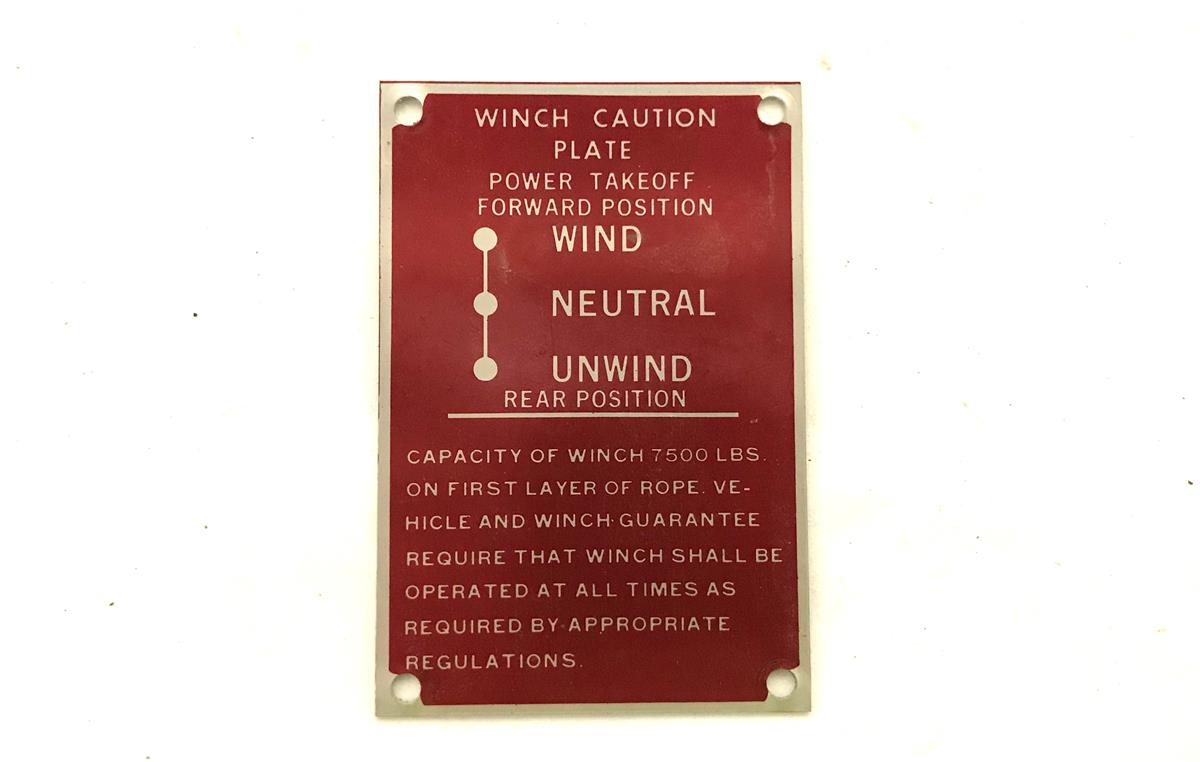 WINCH CAUTION
PLATE
POWER TAKEOFF
FORWARD POSITION
WIND
NEUTRAL
UNWIND
REAR POSITION
CAPACITY OF WINCH 7500 LBS.
ON FIRST LAYER OF ROPE. VE-
HICLE AND WINCH GUARANTEE
REQUIRE THAT WINCH SHALL BE
OPERATED AT ALL TIMES AS
REQUIRED BY APPROPRIATE
REGULATIONS.